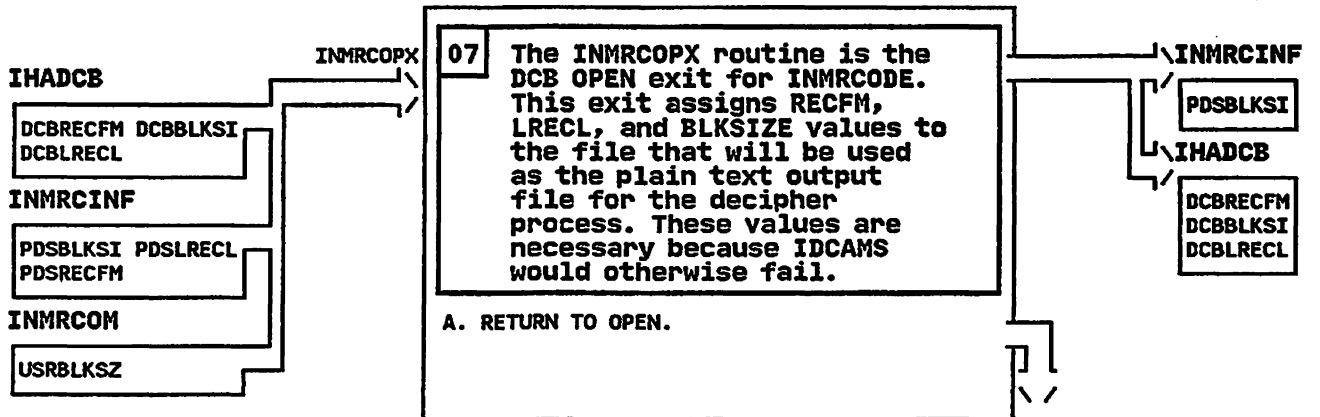 IHADCB
DCBRECFM DCBBLKSI
DCBLRECL
INMRCINF
PDSBLKSI PDSLRECL
PDSRECFM
INMRCOM
USRBLKSZ
INMRCOPX
07
The INMRCOPX routine is the
DCB OPEN exit for INMRCODE.
This exit assigns RECFM,
LRECL, and BLKSIZE values to
the file that will be used
as the plain text output
file for the decipher
process. These values are
necessary because IDCAMS
would otherwise fail.
A. RETURN TO OPEN.
INMRCINF
PDSBLKSI
IHADCB
DCBRECFM
DCBBLKSI
DCBLRECL